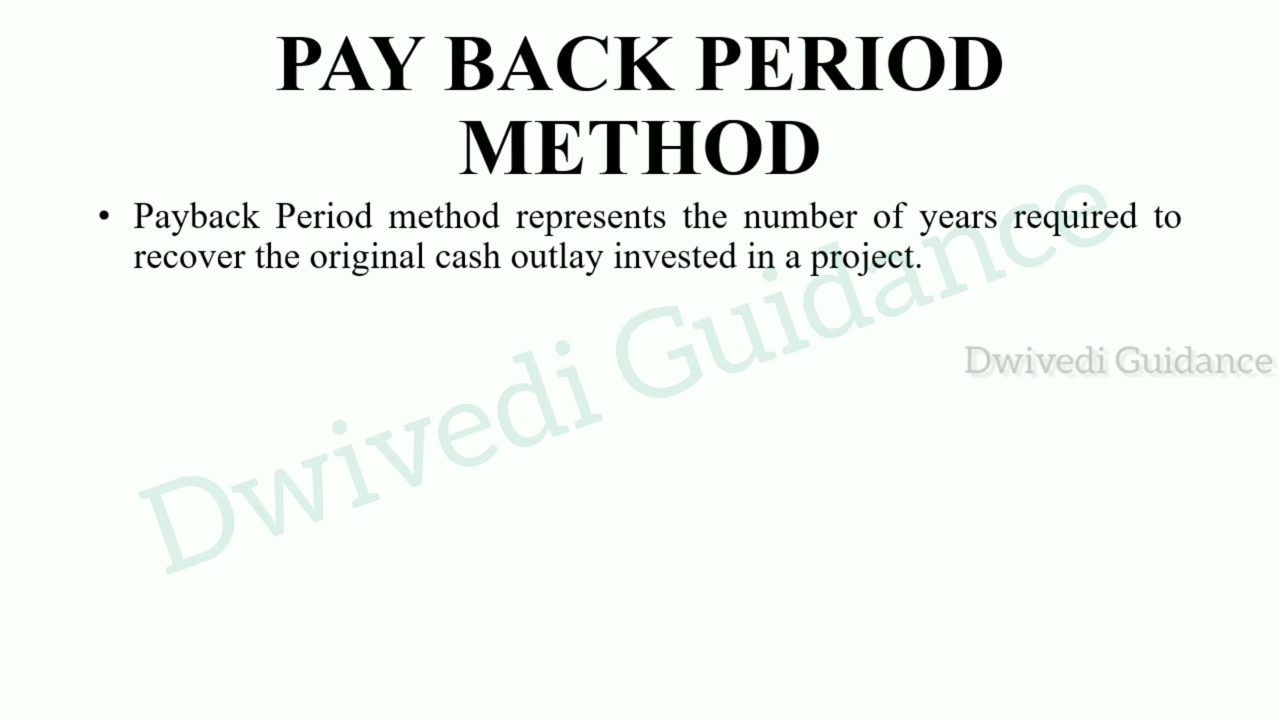 PAY BACK PERIOD
METHOD
• Payback Period method represents the number of years required to
recover the original cash outlay invested in a project.
Dwivedi Guidance
Dwivedi Guidance